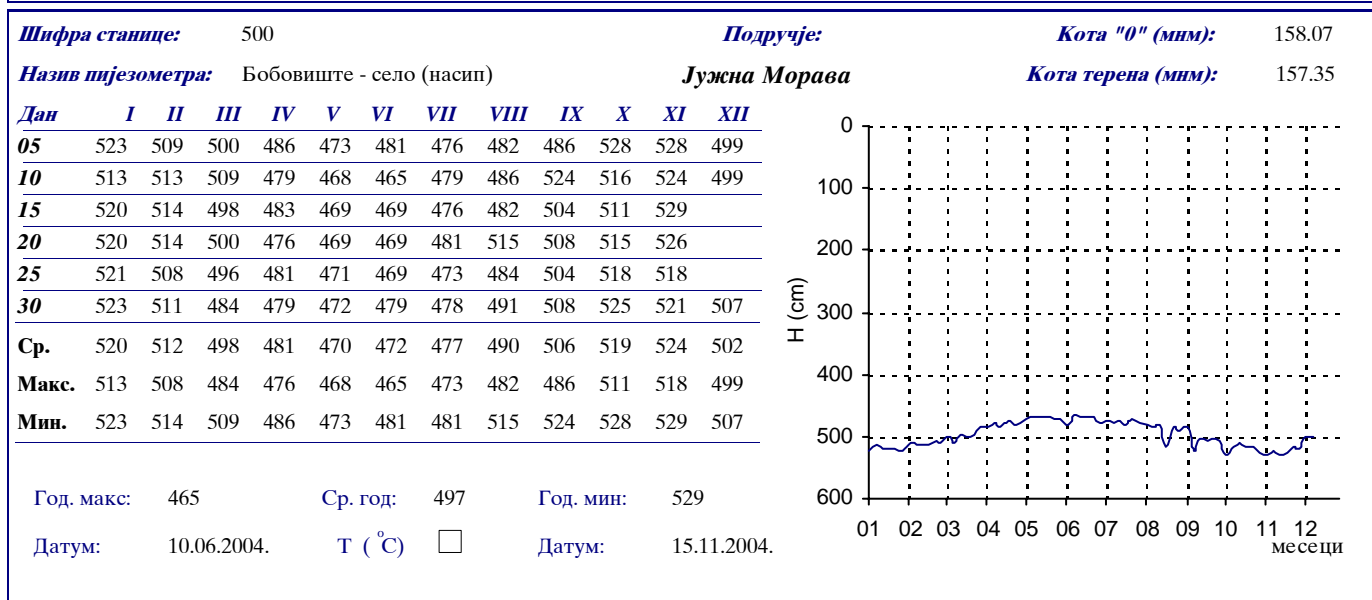 Шифра станице: 500 Подручје: Кота "0" (мнм): 158.07
Назив пијезометра: Бобовиште - село (насип) Јужна Морава Кота терена (мнм): 157.35
Дан I II III IV V VI VII VIII IX X XI XII
05 523 509 500 486 473 481 476 482 486 528 528 499
10 513 513 509 479 468 465 479 486 524 516 524 499
15 520 514 498 483 469 469 476 482 504 511 529
20 520 514 500 476 469 469 481 515 508 515 526
25 521 508 496 481 471 469 473 484 504 518 518
30 523 511 484 479 472 479 478 491 508 525 521 507
Ср. 520 512 498 481 470 472 477 490 506 519 524 502
Макс. 513 508 484 476 468 465 473 482 486 511 518 499
Мин. 523 514 509 486 473 481 481 515 524 528 529 507
Год. макс: 465 Ср. год: 497 Год. мин: 529
Датум: 10.06.2004. Т ( °С) Датум: 15.11.2004.
0
100
200
300
400
500
600
H (cm)
01 02 03 04 05 06 07 08 09 10 11 12
месеци